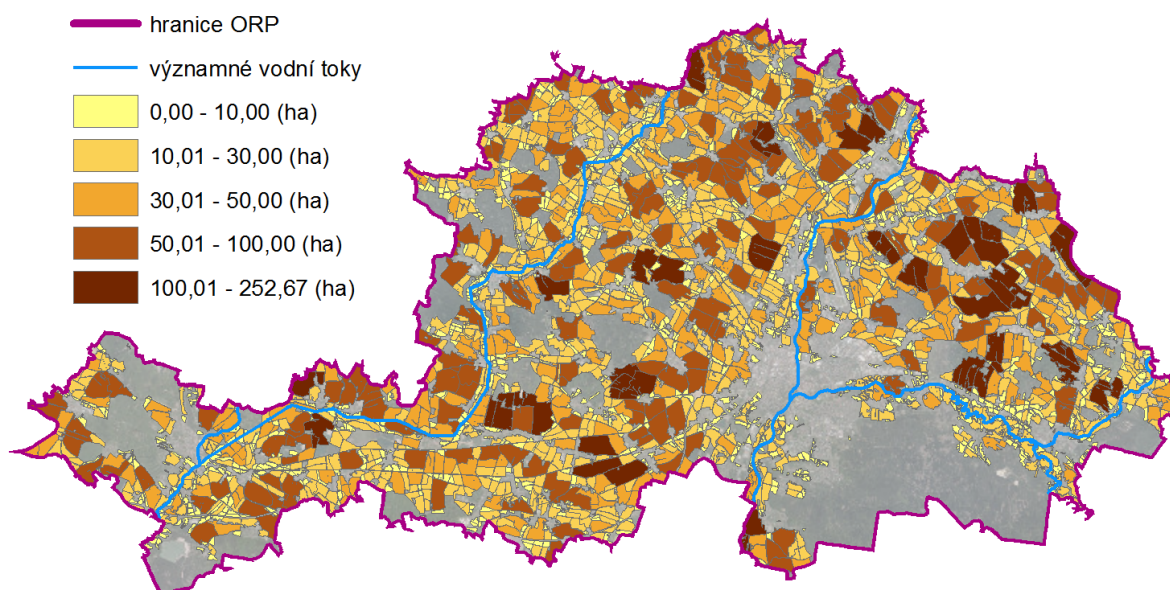 hranice ORP
významné vodní toky
0,00 - 10,00 (ha)
10,01 - 30,00 (ha)
30,01 - 50,00 (ha)
50,01 - 100,00 (ha)
100,01 - 252,67 (ha)